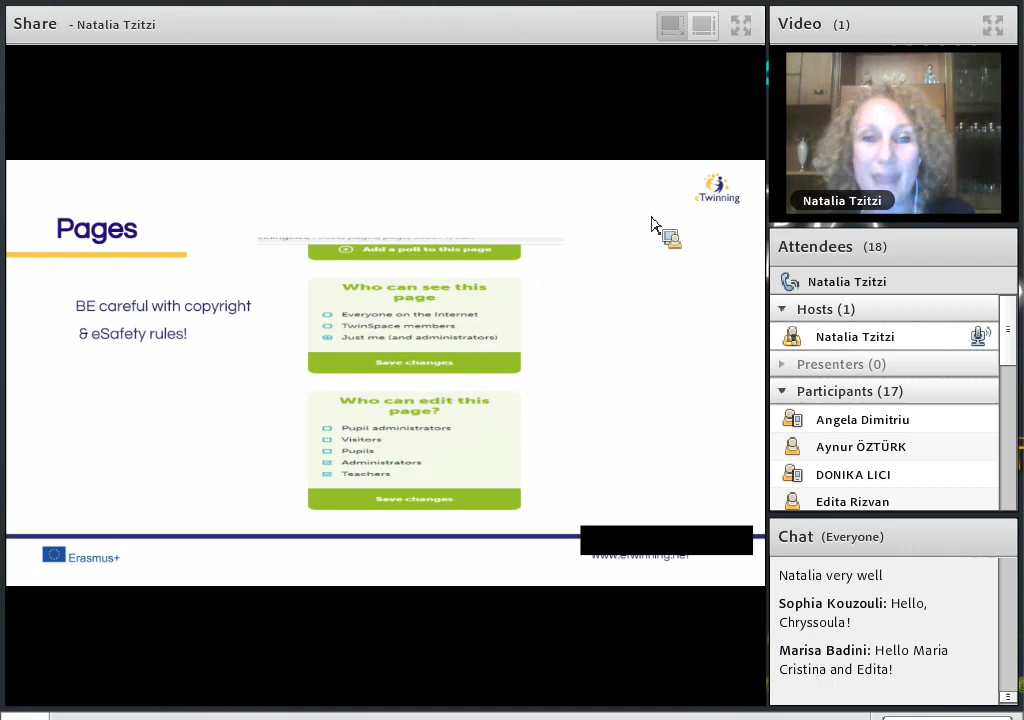 Share - Natalia Tzitzi
eTwinning
Pages
BE careful with copyright
& eSafety rules!
Add a poll to this page
Who can see this
page
Everyone on the Internet
TwinSpace members
Just me (and administrators)
Save changes
Who can edit this
page?
Pupil administrators
Visitors
Pupils
Administrators
Teachers
Save changes
Erasmus+
www.etwinning.net
Video (1)
Natalia Tzitzi
Attendees (18)
Natalia Tzitzi
Hosts (1)
Natalia Tzitzi
Presenters (0)
Participants (17)
Angela Dimitriu
Aynur ÖZTÜRK
DONIKA LICI
Edita Rizvan
Chat (Everyone)
Natalia very well
Sophia Kouzouli: Hello,
Chryssoula!
Marisa Badini: Hello Maria
Cristina and Edita!